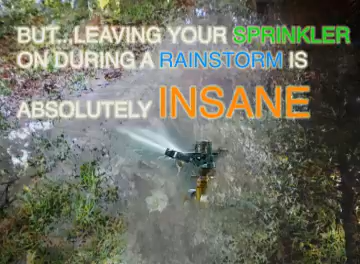 BUT...LEAVING YOUR SPRINKLER
ON DURING A RAINSTORM IS
ABSOLUTELY INSANE